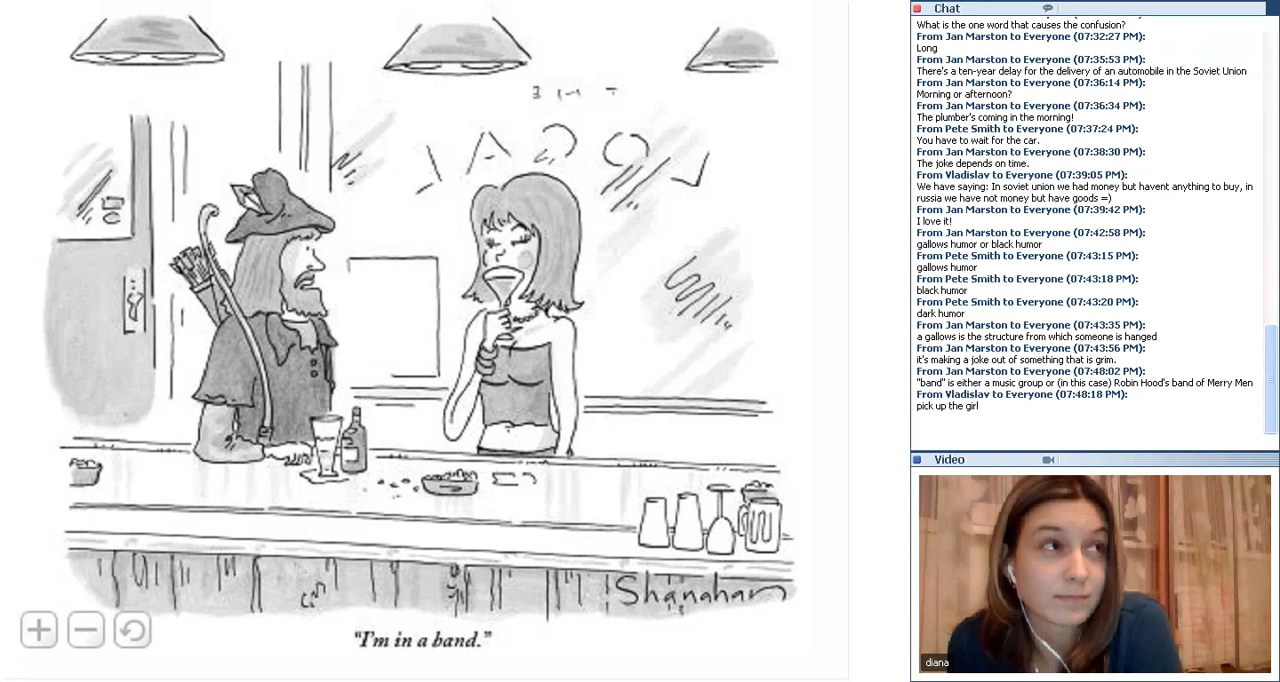 "I'm in a band."
Shanahan
Chat
What is the one word that causes the confusion?
From Jan Marston to Everyone (07:32:27 PM):
Long
From Jan Marston to Everyone (07:35:53 PM):
There's a ten-year delay for the delivery of an automobile in the Soviet Union
From Jan Marston to Everyone (07:36:14 PM):
Morning or afternoon?
From Jan Marston to Everyone (07:36:34 PM):
The plumber's coming in the morning!
From Pete Smith to Everyone (07:37:24 PM):
You have to wait for the car.
From Jan Marston to Everyone (07:38:30 PM):
The joke depends on time.
From Vladislav to Everyone (07:39:05 PM):
We have saying: In soviet union we had money but havent anything to buy, in
russia we have not money but have goods =)
From Jan Marston to Everyone (07:39:42 PM):
I love it!
From Jan Marston to Everyone (07:42:58 PM):
gallows humor or black humor
From Pete Smith to Everyone (07:43:15 PM):
gallows humor
From Pete Smith to Everyone (07:43:18 PM):
black humor
From Pete Smith to Everyone (07:43:20 PM):
dark humor
From Jan Marston to Everyone (07:43:35 PM):
a gallows is the structure from which someone is hanged
From Jan Marston to Everyone (07:43:56 PM):
it's making a joke out of something that is grim.
From Jan Marston to Everyone (07:48:02 PM):
"band" is either a music group or (in this case) Robin Hood's band of Merry Men
From Vladislav to Everyone (07:48:18 PM):
pick up the girl
Video
diana